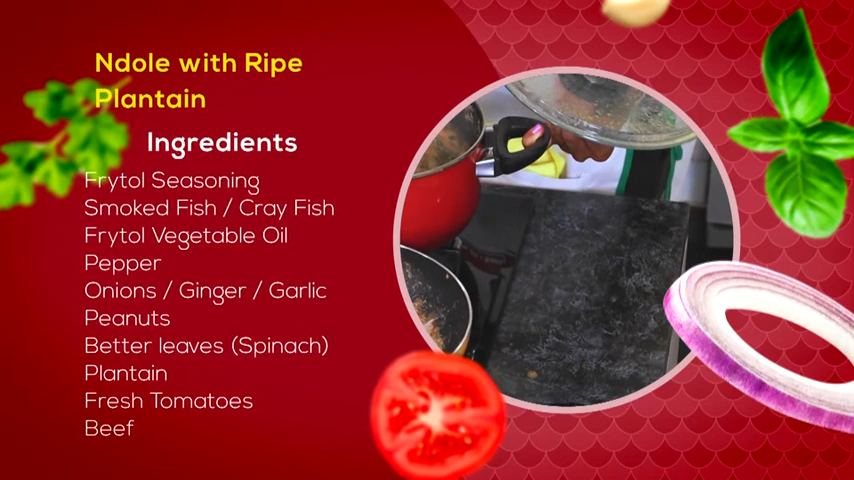 Ndole with Ripe
Plantain
Ingredients
Frytol Seasoning
Smoked Fish / Cray Fish
Frytol Vegetable Oil
Pepper
Onions / Ginger / Garlic
Peanuts
Better leaves (Spinach)
Plantain
Fresh Tomatoes
Beef